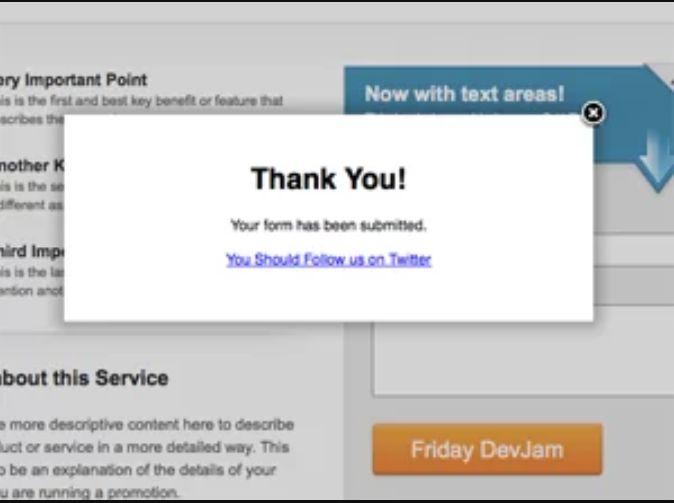 ery Important Point
is is the first and best key benefit or feature that
scribes the
nother K
is is the se
different as
hird Impo
is is the las
ention anot
about this Service
e more descriptive content here to describe
duct or service in a more detailed way. This
o be an explanation of the details of your
u are running a promotion.
Now with text areas!
Thank You!
Your form has been submitted.
You Should Follow us on Twitter
Friday DevJam